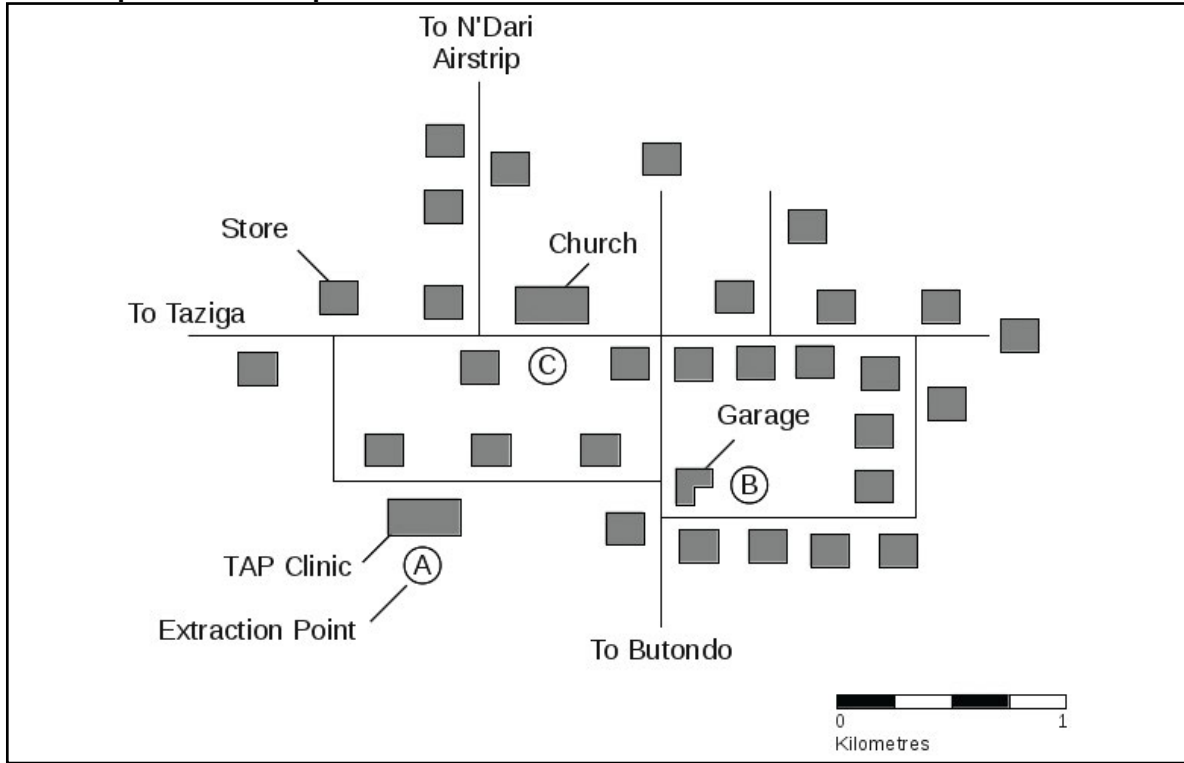 To N'Dari
Airstrip
Store
Church
To Taziga
C
Garage
B
TAP Clinic
A
Extraction Point
To Butondo
0 1
Kilometres